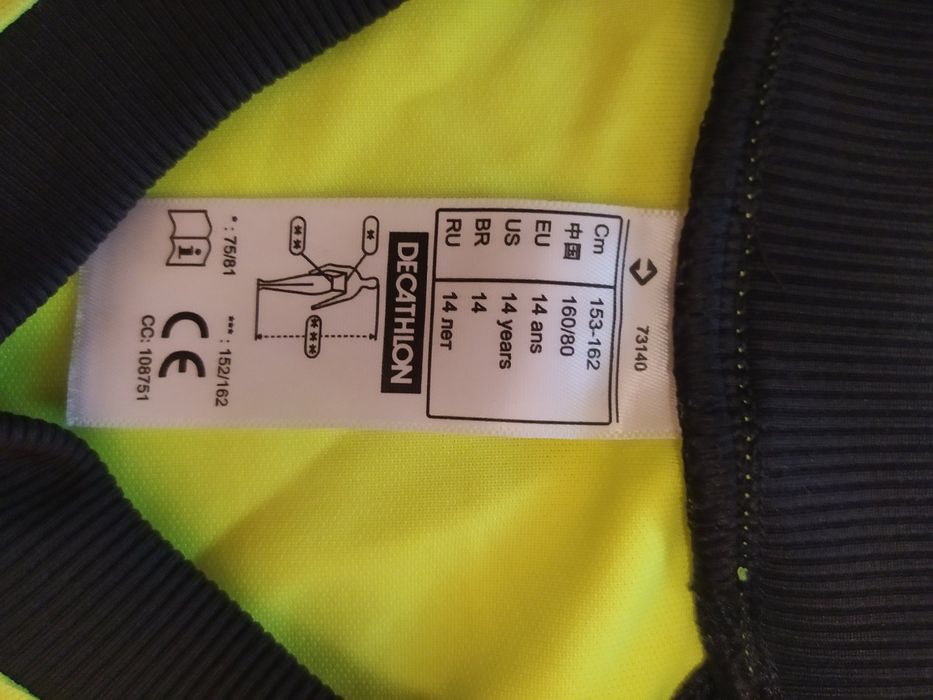 73140
Cm 153-162
中国 160/80
EU 14 ans
US 14 years
BR 14
RU 14 лет
DECATHLON
*
**
***
* : 75/81 *** : 152/162
i CE
CC: 108751